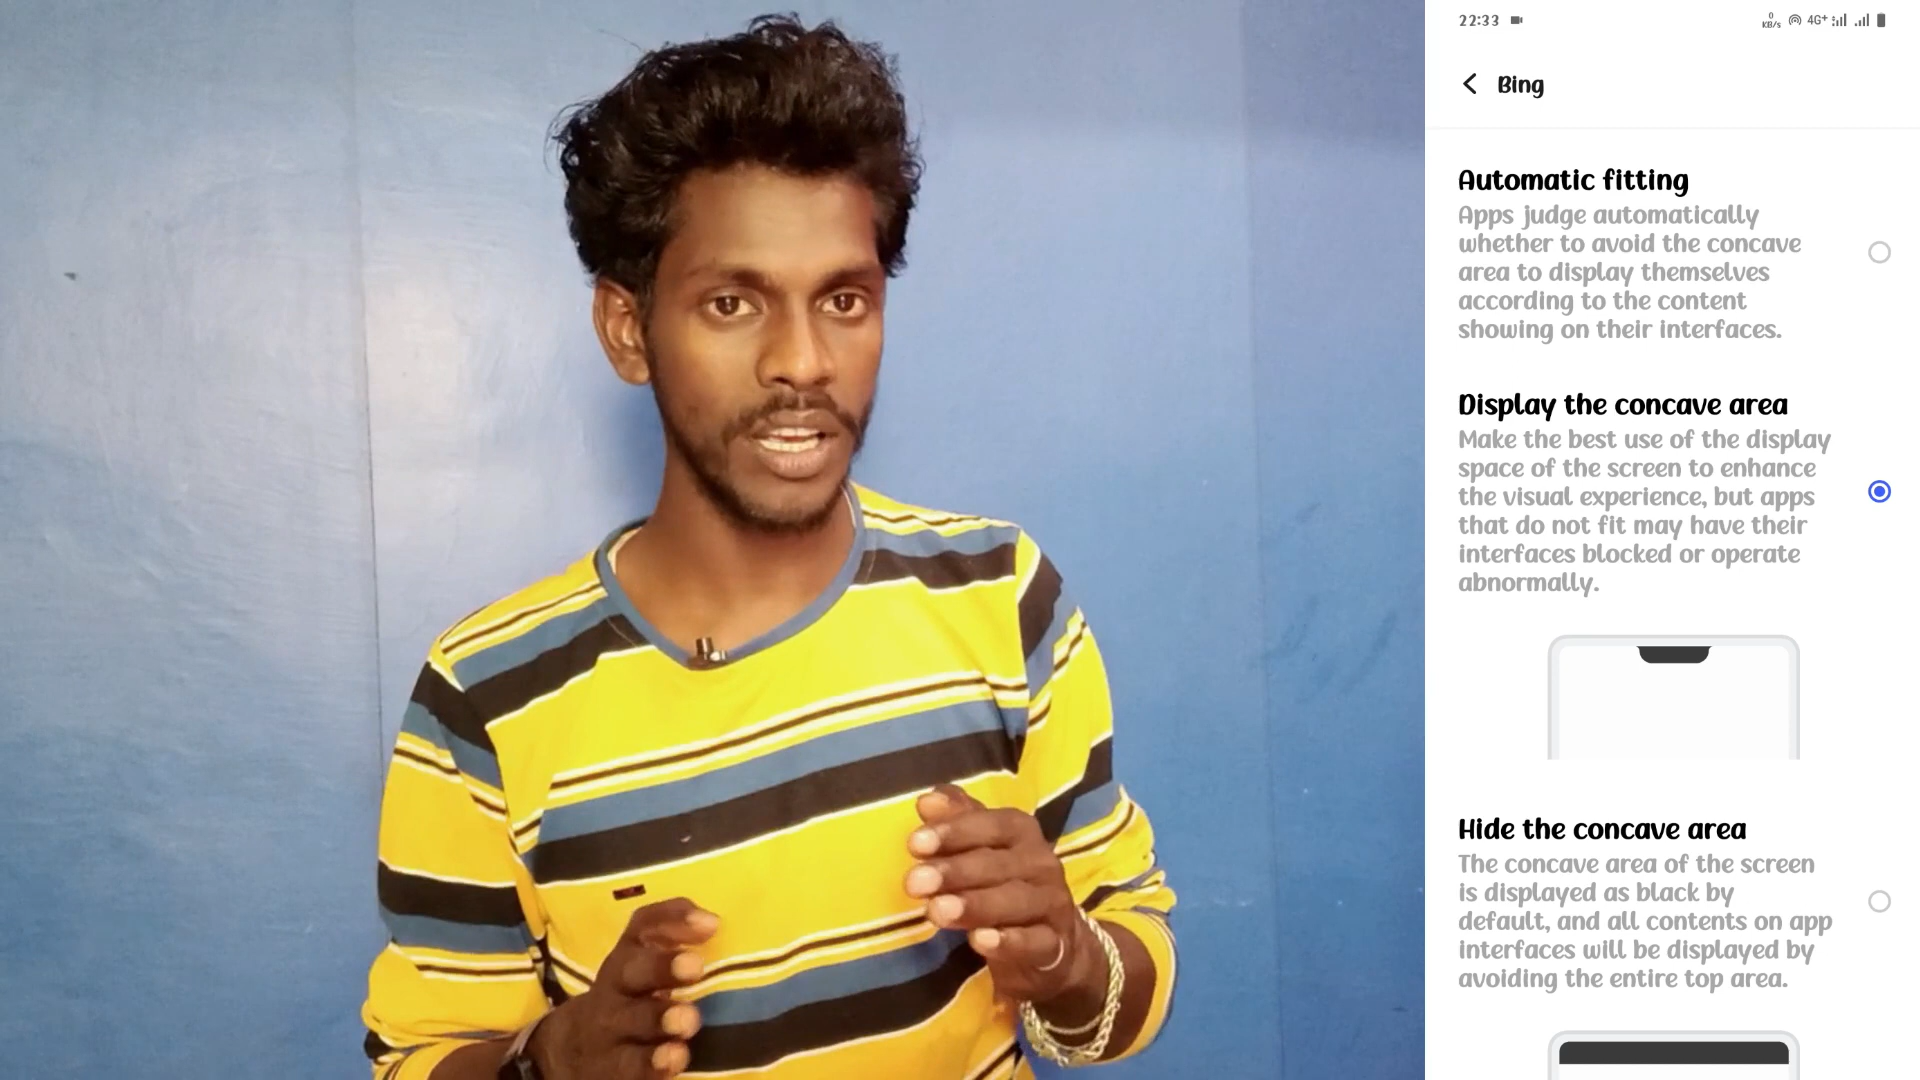 22:33
0 KB/s 4G+
Bing
Automatic fitting
Apps judge automatically
whether to avoid the concave
area to display themselves
according to the content
showing on their interfaces.
Display the concave area
Make the best use of the display
space of the screen to enhance
the visual experience, but apps
that do not fit may have their
interfaces blocked or operate
abnormally.
Hide the concave area
The concave area of the screen
is displayed as black by
default, and all contents on app
interfaces will be displayed by
avoiding the entire top area.